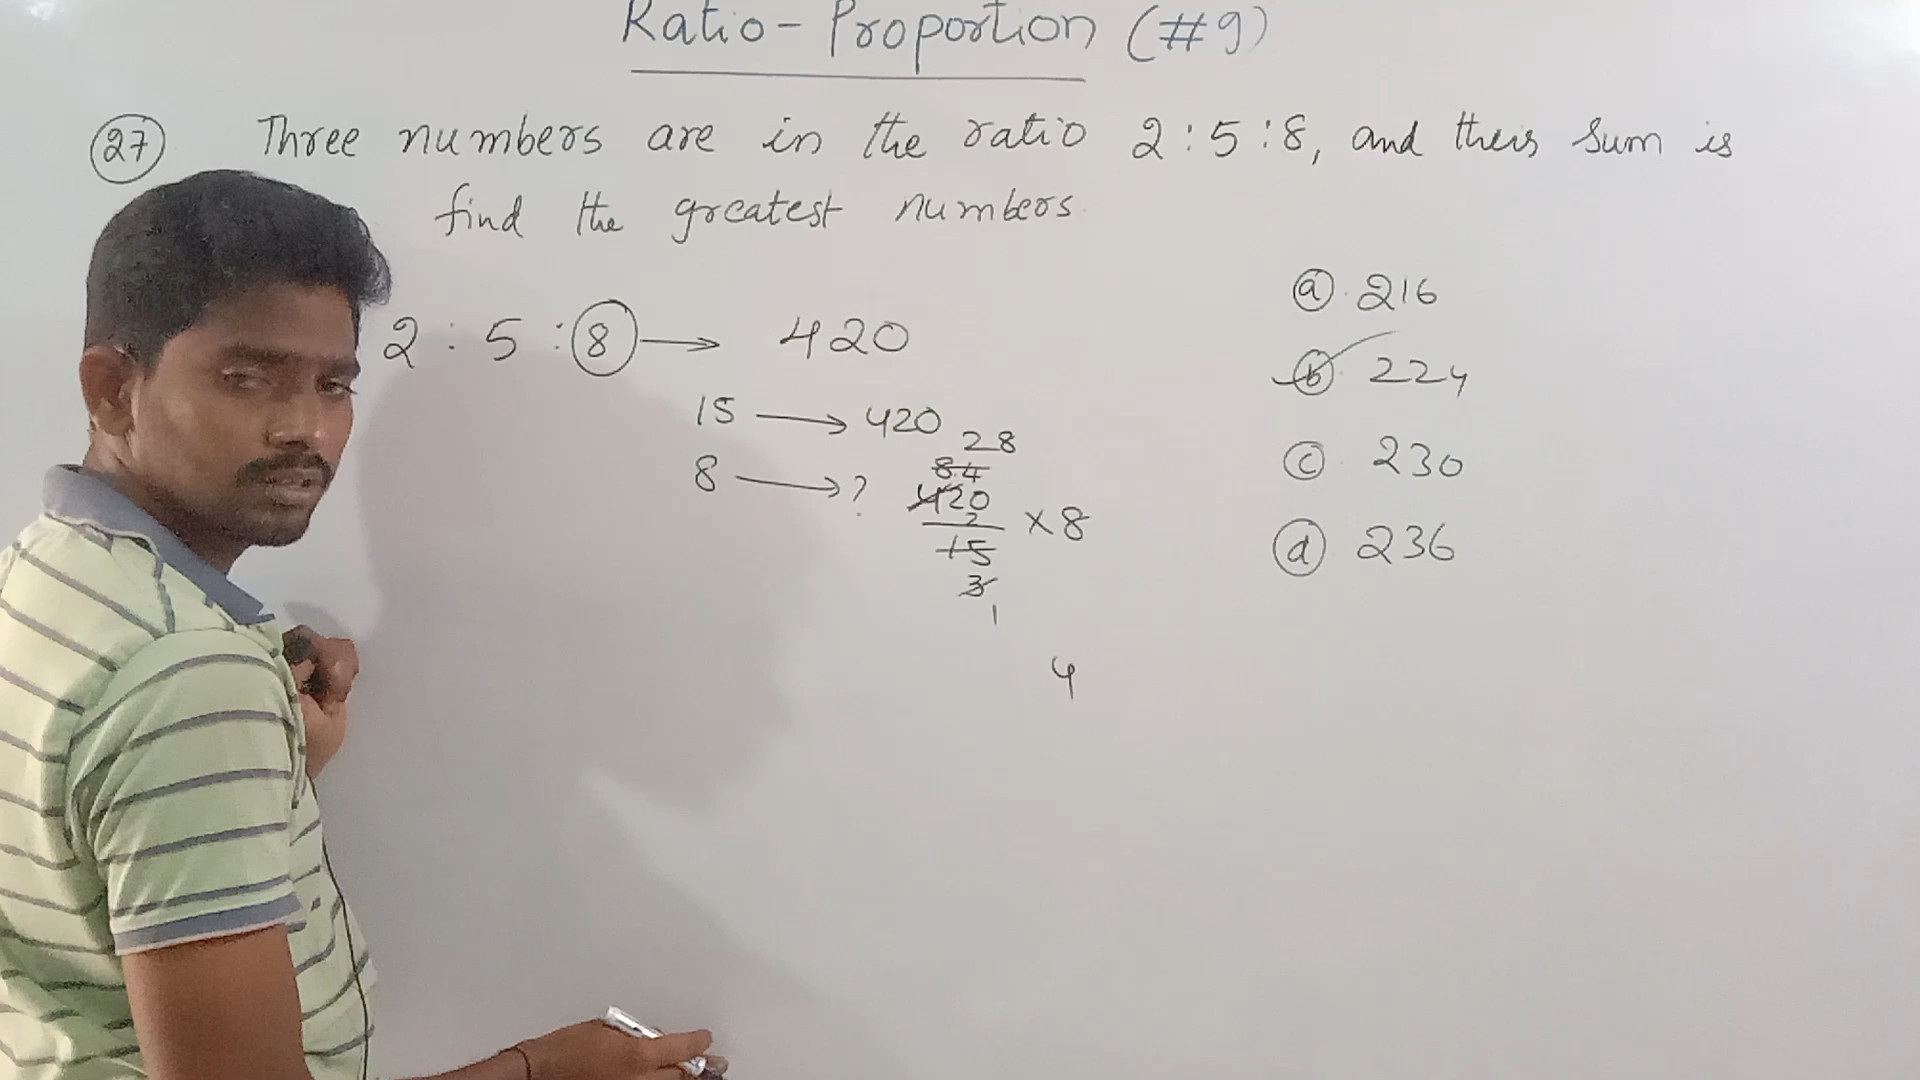 Ratio - Proportion (#9)
27 Three numbers are in the ratio 2 : 5 : 8, and their sum is
find the greatest numbers
2 : 5 : 8 → 420
15 → 420
8 → ?
28
84
420
2
15
× 8
3
1
4
a 216
b 224
c 230
d 236